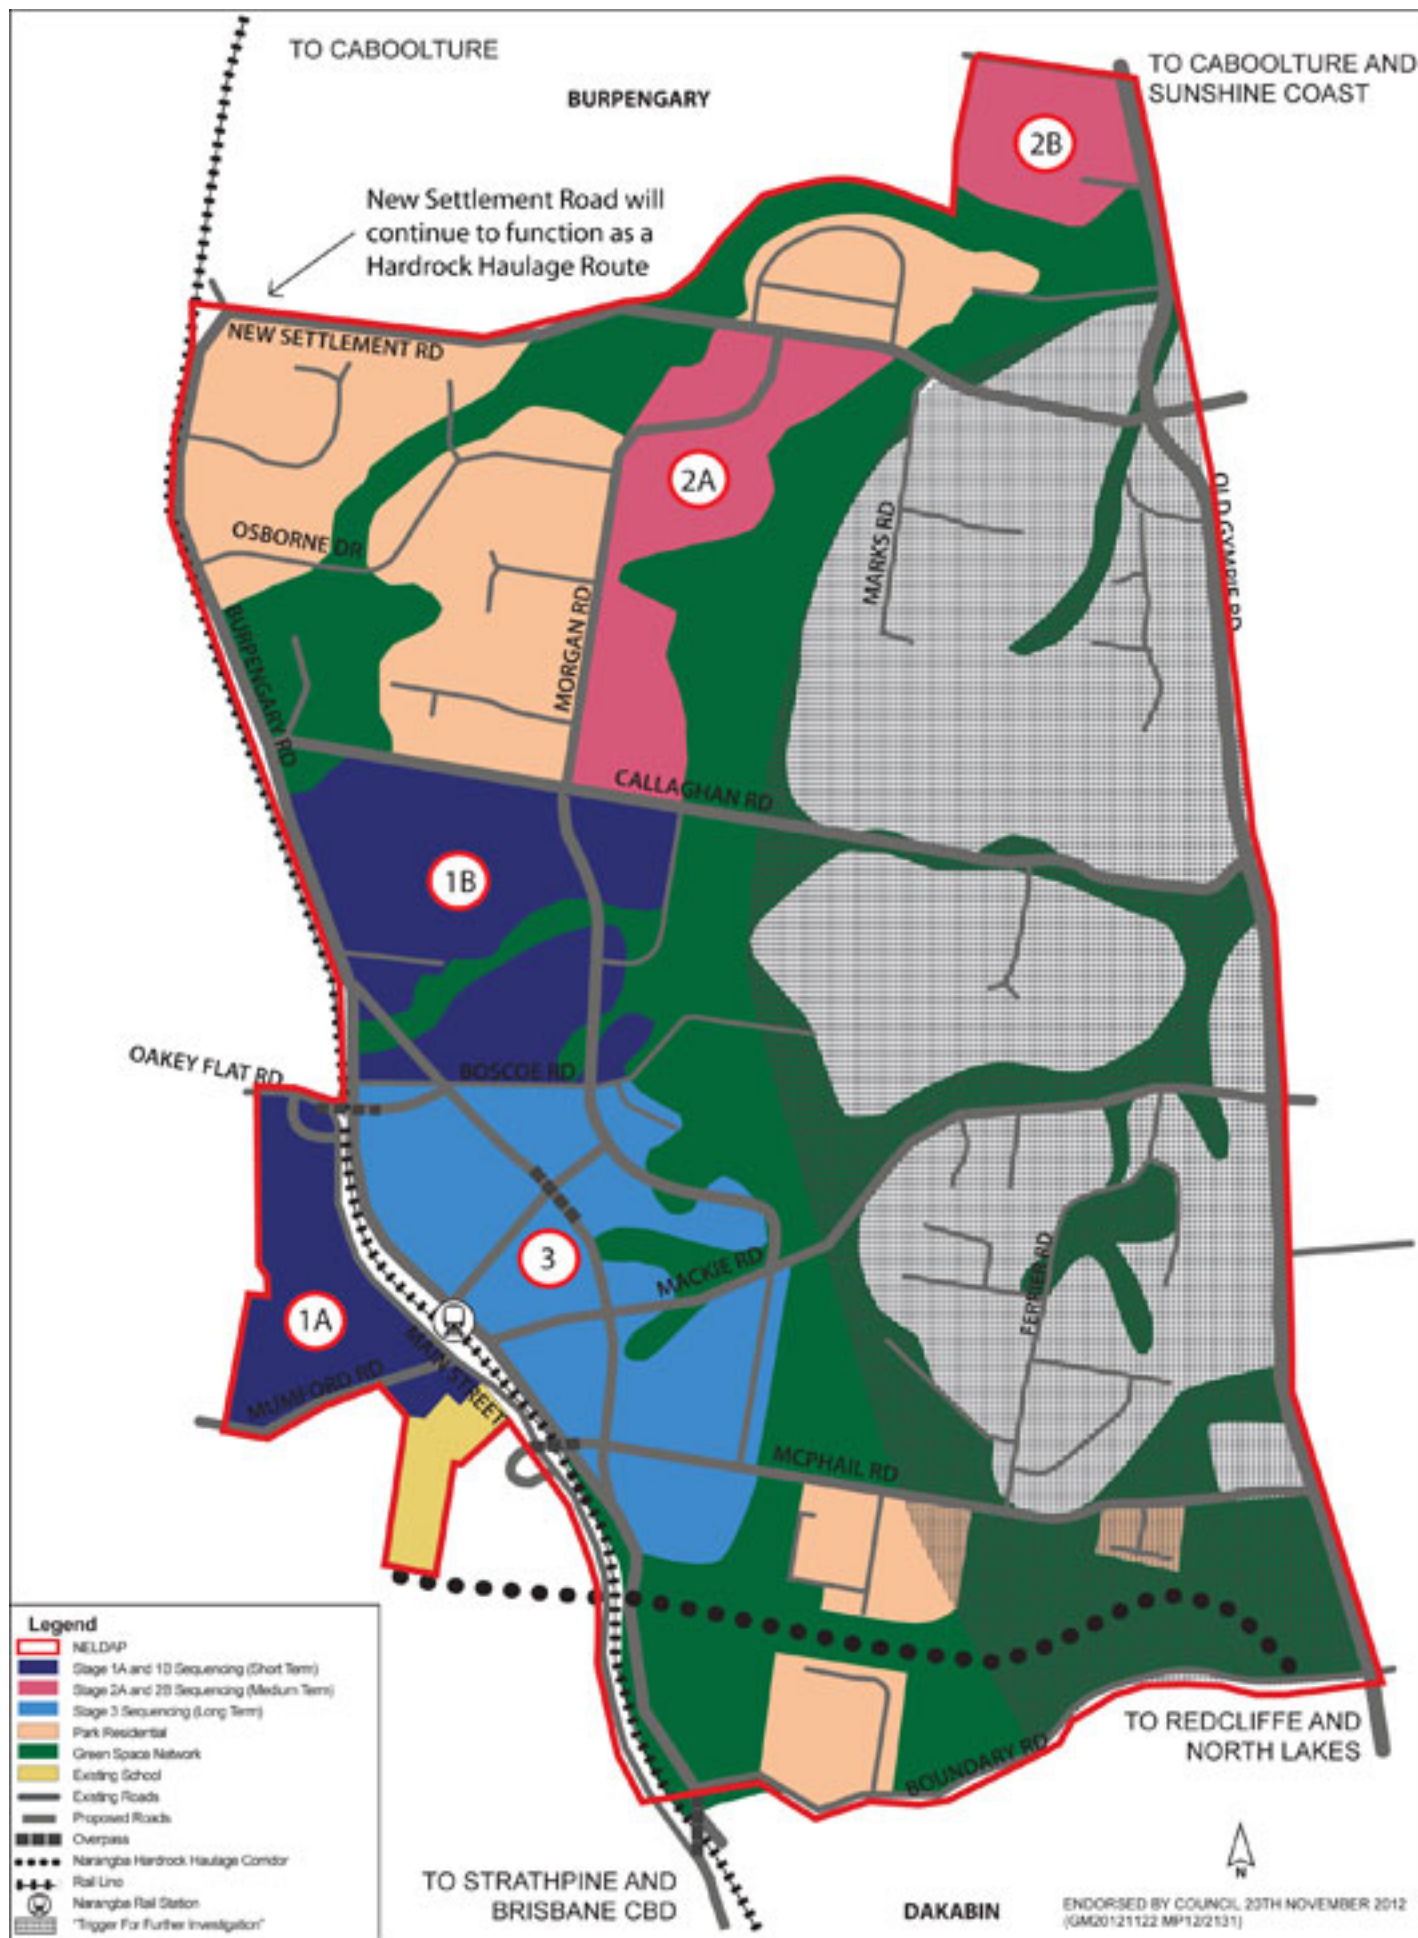 TO CABOOLTURE
BURPENGARY
TO CABOOLTURE AND
SUNSHINE COAST
2B
New Settlement Road will
continue to function as a
Hardrock Haulage Route
NEW SETTLEMENT RD
2A
OLD GYMPIE RD
MARKS RD
OSBORNE DR
MORGAN RD
BURPENGARY RD
CALLAGHAN RD
1B
OAKEY FLAT RD
BOSCOE RD
3
MACKIE RD
FERRIER RD
1A
MAIN STREET
MUMFORD RD
MCPHAIL RD
BOUNDARY RD
TO REDCLIFFE AND
NORTH LAKES
Legend
NELDAP
Stage 1A and 1B Sequencing (Short Term)
Stage 2A and 2B Sequencing (Medium Term)
Stage 3 Sequencing (Long Term)
Park Residential
Green Space Network
Existing School
Existing Roads
Proposed Roads
Overpass
Narangba Hardrock Haulage Corridor
Rail Line
Narangba Rail Station
"Trigger For Further Investigation"
TO STRATHPINE AND
BRISBANE CBD
DAKABIN
N
ENDORSED BY COUNCIL 20TH NOVEMBER 2012
(GM20121122 MP12/2131)